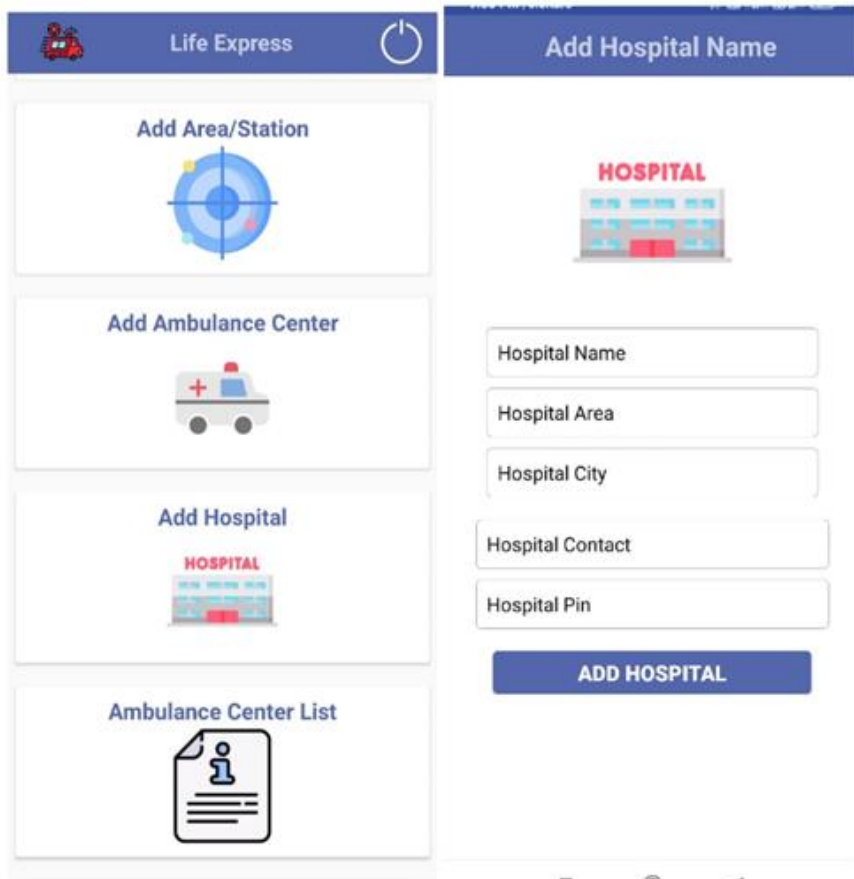 Life Express
Add Area/Station
Add Ambulance Center
Add Hospital
HOSPITAL
Ambulance Center List
Add Hospital Name
HOSPITAL
Hospital Name
Hospital Area
Hospital City
Hospital Contact
Hospital Pin
ADD HOSPITAL